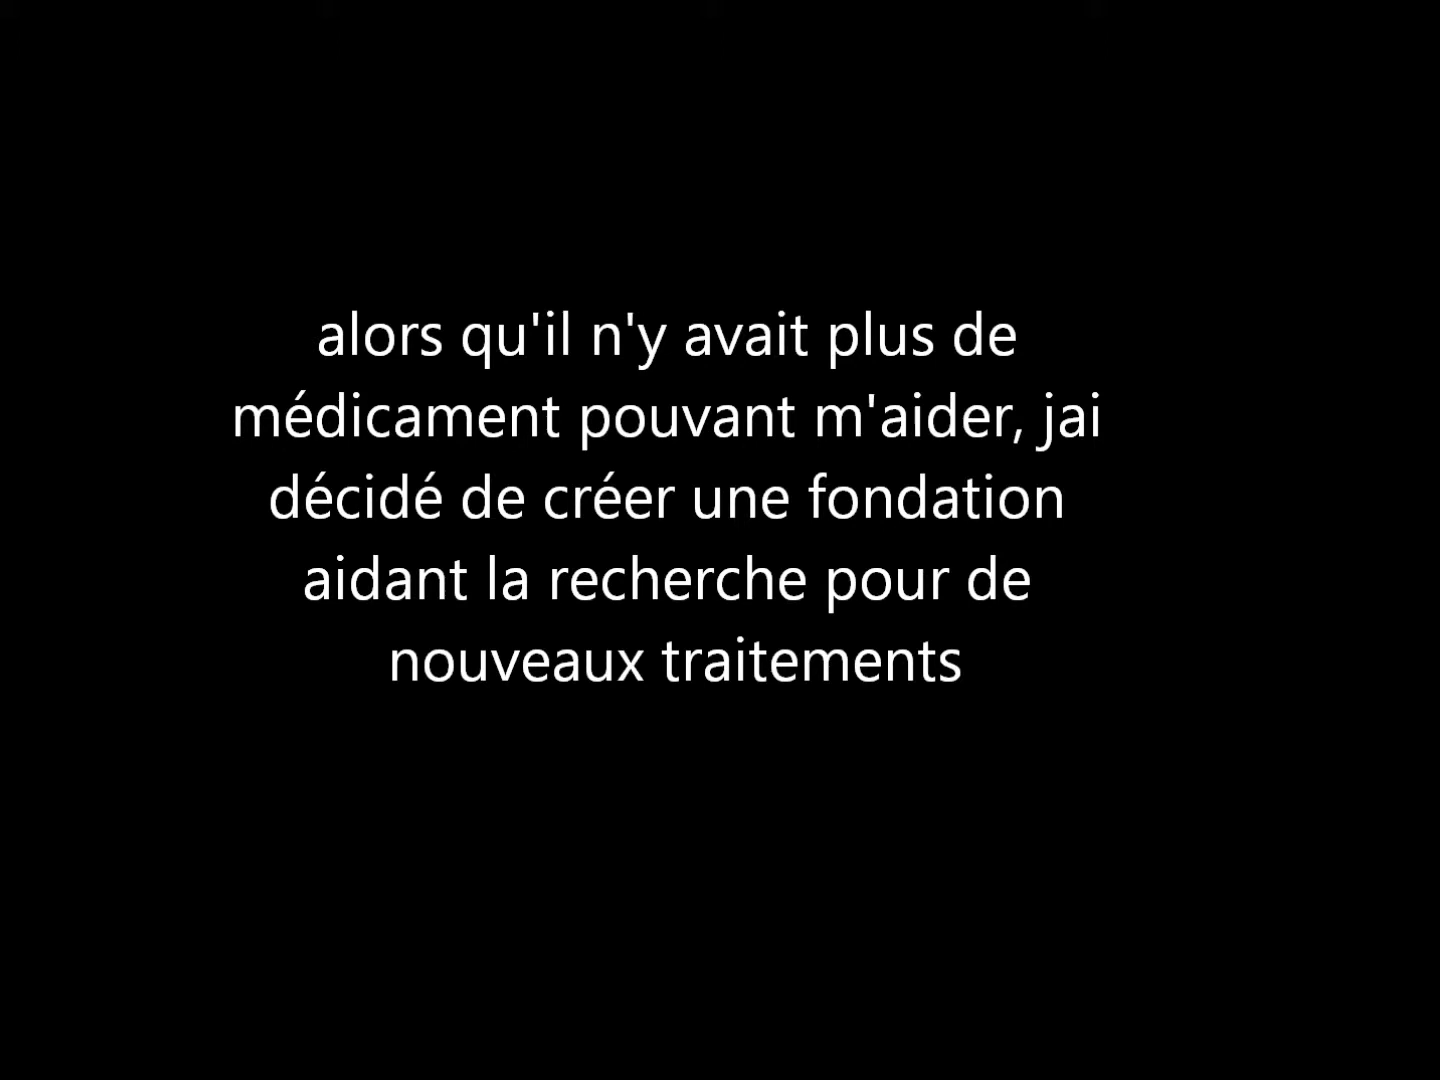 alors qu'il n'y avait plus de
médicament pouvant m'aider, jai
décidé de créer une fondation
aidant la recherche pour de
nouveaux traitements